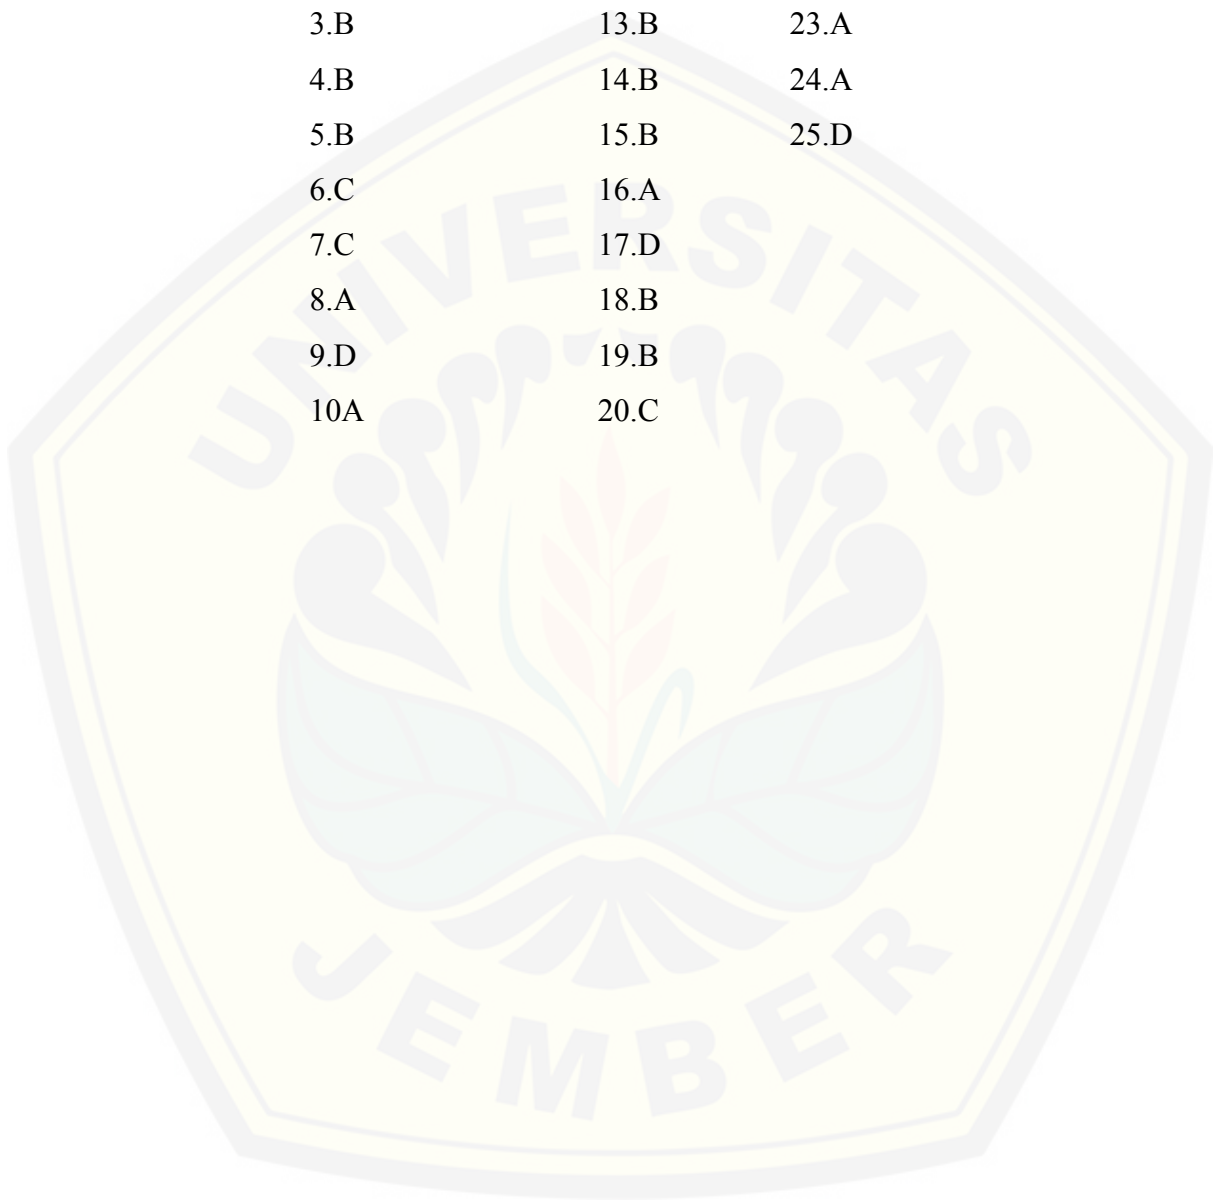 3.B 13.B 23.A
4.B 14.B 24.A
5.B 15.B 25.D
6.C 16.A
7.C 17.D
8.A 18.B
9.D 19.B
10A 20.C
UNIVERSITAS
JEMBER